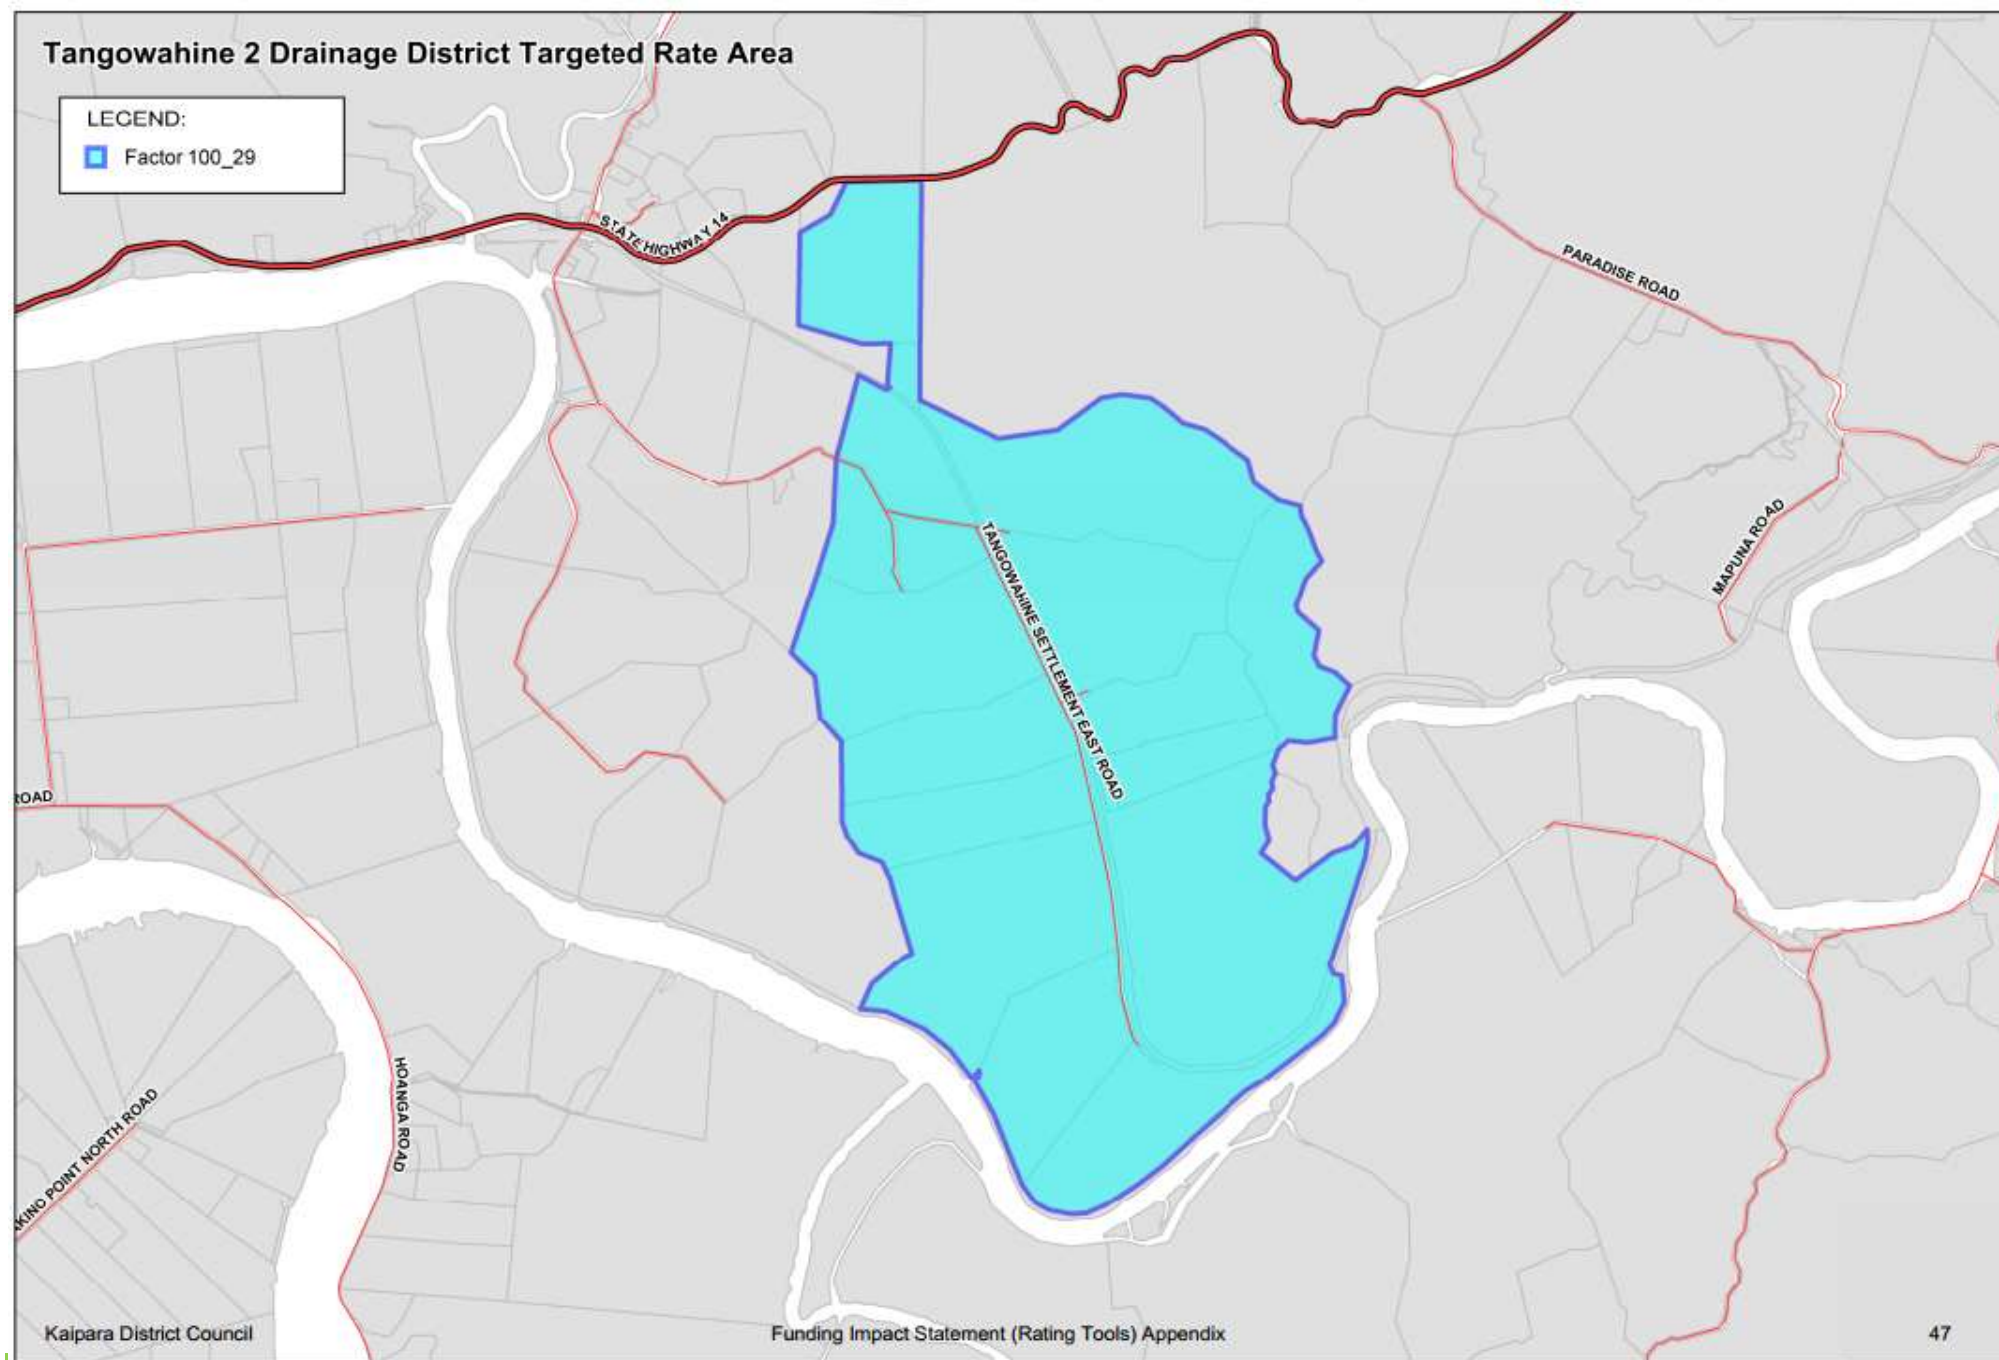 Tangowahine 2 Drainage District Targeted Rate Area
LEGEND:
Factor 100_29
STATE HIGHWAY 14
PARADISE ROAD
MAPUNA ROAD
TANGOWAHINE SETTLEMENT EAST ROAD
ROAD
HOANGA ROAD
POINT NORTH ROAD
Kaipara District Council
Funding Impact Statement (Rating Tools) Appendix
47